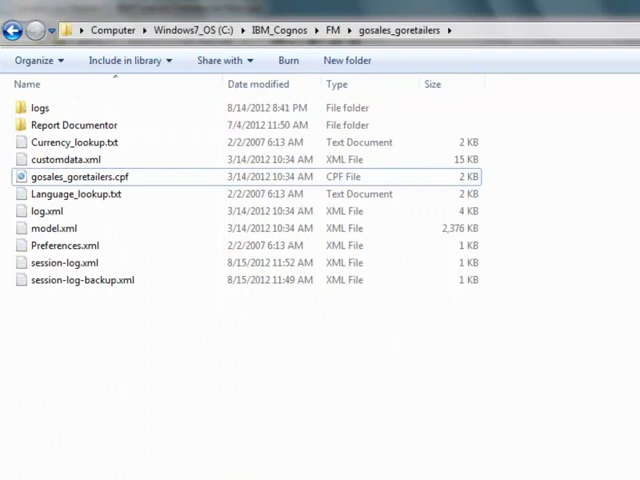 Computer Windows7_OS (C:) IBM_Cognos FM gosales_goretailers
Organize Include in library Share with Burn New folder
Name Date modified Type Size
logs 8/14/2012 8:41 PM File folder
Report Documentor 7/4/2012 11:50 AM File folder
Currency_lookup.txt 2/2/2007 6:13 AM Text Document 2 KB
customdata.xml 3/14/2012 10:34 AM XML File 15 KB
gosales_goretailers.cpf 3/14/2012 10:34 AM CPF File 2 KB
Language_lookup.txt 2/2/2007 6:13 AM Text Document 2 KB
log.xml 3/14/2012 10:34 AM XML File 4 KB
model.xml 3/14/2012 10:34 AM XML File 2,376 KB
Preferences.xml 2/2/2007 6:13 AM XML File 1 KB
session-log.xml 8/15/2012 11:52 AM XML File 1 KB
session-log-backup.xml 8/15/2012 11:49 AM XML File 1 KB